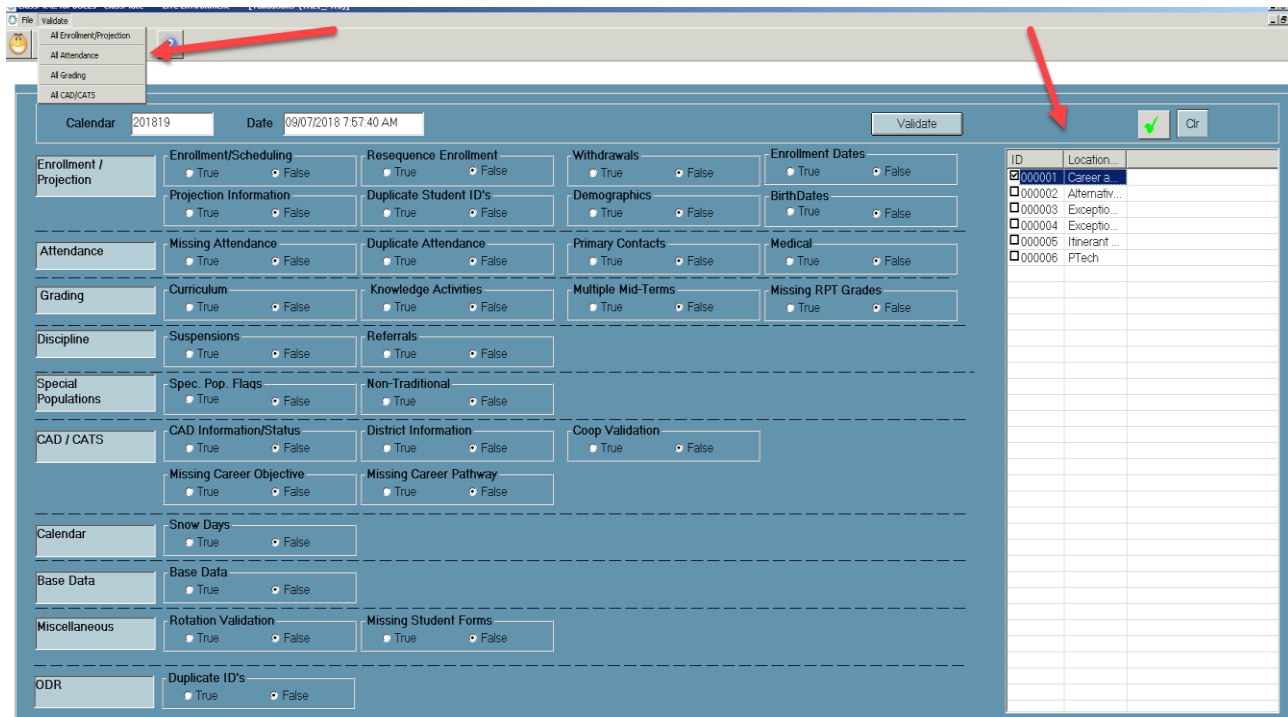 File Validate
All Enrollment/Projection
All Attendance
All Grading
All CAD/CATS
Calendar 201819 Date 09/07/2018 7:57:40 AM Validate Clr
Enrollment / Projection
Enrollment/Scheduling Resequence Enrollment Withdrawals Enrollment Dates
True False True False True False True False
Projection Information Duplicate Student ID's Demographics BirthDates
True False True False True False True False
Attendance
Missing Attendance Duplicate Attendance Primary Contacts Medical
True False True False True False True False
Grading
Curriculum Knowledge Activities Multiple Mid-Terms Missing RPT Grades
True False True False True False True False
Discipline
Suspensions Referrals
True False True False
Special Populations
Spec. Pop. Flags Non-Traditional
True False True False
CAD / CATS
CAD Information/Status District Information Coop Validation
True False True False True False
Missing Career Objective Missing Career Pathway
True False True False
Calendar
Snow Days
True False
Base Data
Base Data
True False
Miscellaneous
Rotation Validation Missing Student Forms
True False True False
ODR
Duplicate ID's
True False
ID Location...
000001 Career a...
000002 Alternativ...
000003 Exceptio...
000004 Exceptio...
000005 Itinerant ...
000006 PTech